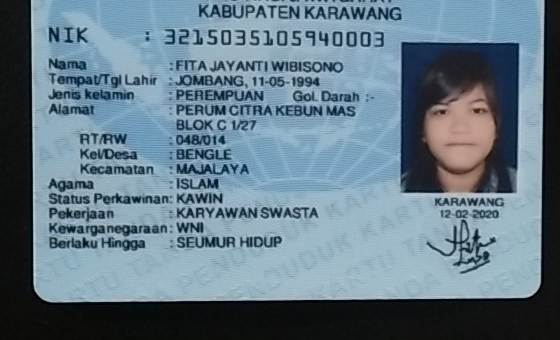 KABUPATEN KARAWANG
NIK : 3215035105940003
Nama : FITA JAYANTI WIBISONO
Tempat/Tgl Lahir : JOMBANG, 11-05-1994
Jenis kelamin : PEREMPUAN Gol. Darah :-
Alamat : PERUM CITRA KEBUN MAS
BLOK C 1/27
RT/RW : 048/014
Kel/Desa : BENGLE
Kecamatan : MAJALAYA
Agama : ISLAM
Status Perkawinan: KAWIN
Pekerjaan : KARYAWAN SWASTA
Kewarganegaraan: WNI
Berlaku Hingga : SEUMUR HIDUP
KARAWANG
12-02-2020